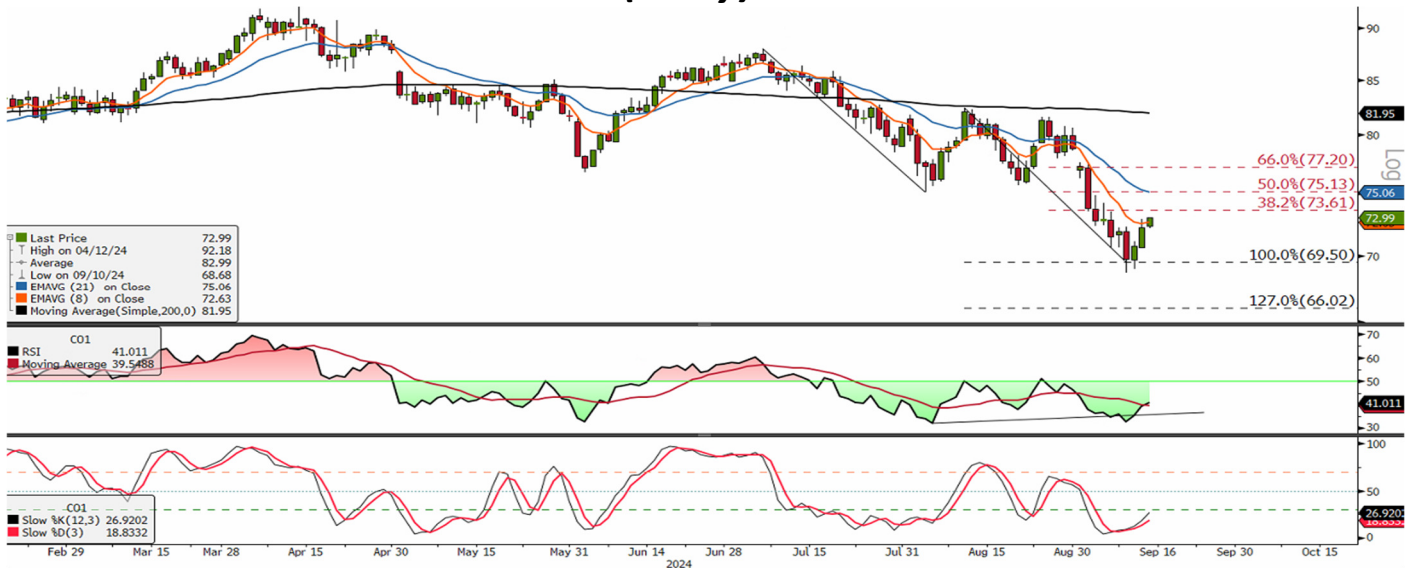 90
85
81.95
80
66.0%(77.20)
Log
50.0%(75.13)
75.06
38.2%(73.61)
72.99
100.0%(69.50)
70
127.0%(66.02)
Last Price 72.99
High on 04/12/24 92.18
Average 82.99
Low on 09/10/24 68.68
EMAVG (21) on Close 75.06
EMAVG (8) on Close 72.63
Moving Average(Simple,200,0) 81.95
CO1
RSI 41.011
Moving Average 39.5488
70
60
50
41.011
30
CO1
Slow %K(12,3) 26.9202
Slow %D(3) 18.8332
100
50
26.9202
0
Feb 29 Mar 15 Mar 28 Apr 15 Apr 30 May 15 May 31 Jun 14 Jun 28 Jul 15 Jul 31 Aug 15 Aug 30 Sep 16 Sep 30 Oct 15
2024